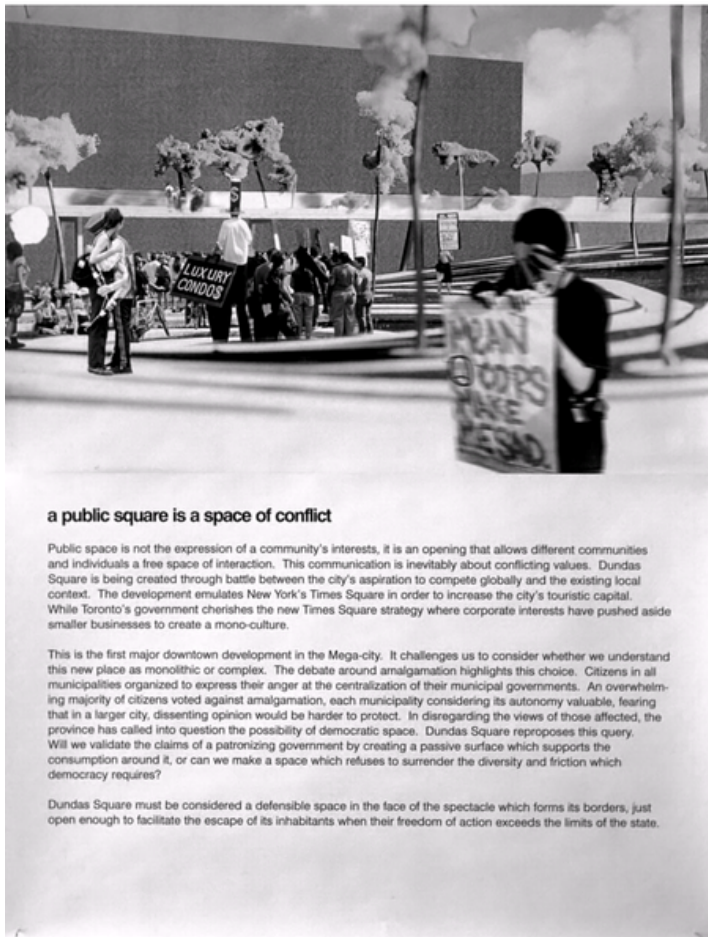 LUXURY
CONDOS
MEAN
COPS
MAKE
ME SAD.
a public square is a space of conflict
Public space is not the expression of a community's interests, it is an opening that allows different communities
and individuals a free space of interaction. This communication is inevitably about conflicting values. Dundas
Square is being created through battle between the city's aspiration to compete globally and the existing local
context. The development emulates New York's Times Square in order to increase the city's touristic capital.
While Toronto's government cherishes the new Times Square strategy where corporate interests have pushed aside
smaller businesses to create a mono-culture.
This is the first major downtown development in the Mega-city. It challenges us to consider whether we understand
this new place as monolithic or complex. The debate around amalgamation highlights this choice. Citizens in all
municipalities organized to express their anger at the centralization of their municipal governments. An overwhelm-
ing majority of citizens voted against amalgamation, each municipality considering its autonomy valuable, fearing
that in a larger city, dissenting opinion would be harder to protect. In disregarding the views of those affected, the
province has called into question the possibility of democratic space. Dundas Square reproposes this query.
Will we validate the claims of a patronizing government by creating a passive surface which supports the
consumption around it, or can we make a space which refuses to surrender the diversity and friction which
democracy requires?
Dundas Square must be considered a defensible space in the face of the spectacle which forms its borders, just
open enough to facilitate the escape of its inhabitants when their freedom of action exceeds the limits of the state.